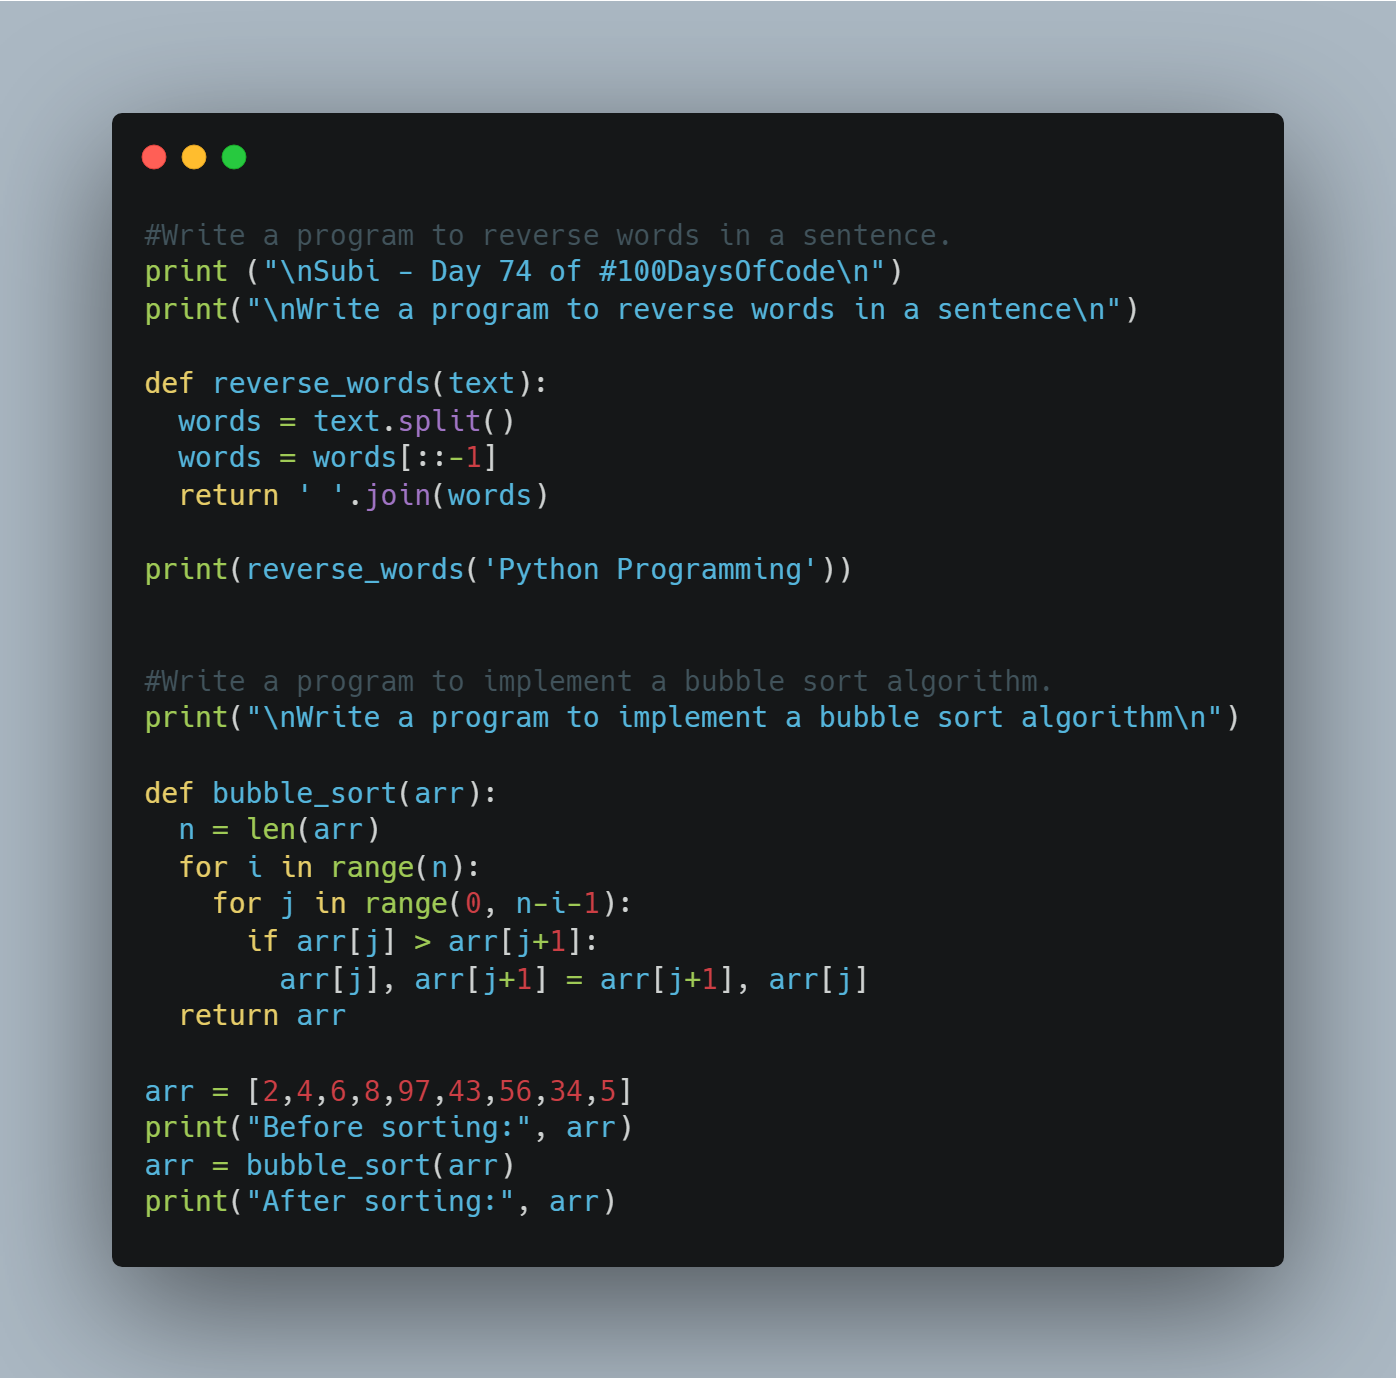 #Write a program to reverse words in a sentence.
print ("\nSubi - Day 74 of #100DaysOfCode\n")
print("\nWrite a program to reverse words in a sentence\n")

def reverse_words(text):
  words = text.split()
  words = words[::-1]
  return ' '.join(words)

print(reverse_words('Python Programming'))


#Write a program to implement a bubble sort algorithm.
print("\nWrite a program to implement a bubble sort algorithm\n")

def bubble_sort(arr):
  n = len(arr)
  for i in range(n):
    for j in range(0, n-i-1):
      if arr[j] > arr[j+1]:
        arr[j], arr[j+1] = arr[j+1], arr[j]
  return arr

arr = [2,4,6,8,97,43,56,34,5]
print("Before sorting:", arr)
arr = bubble_sort(arr)
print("After sorting:", arr)